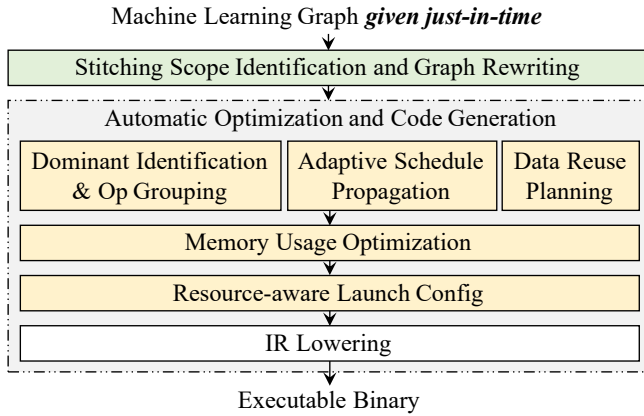 Machine Learning Graph given just-in-time
Stitching Scope Identification and Graph Rewriting
Automatic Optimization and Code Generation
Dominant Identification
& Op Grouping
Adaptive Schedule
Propagation
Data Reuse
Planning
Memory Usage Optimization
Resource-aware Launch Config
IR Lowering
Executable Binary